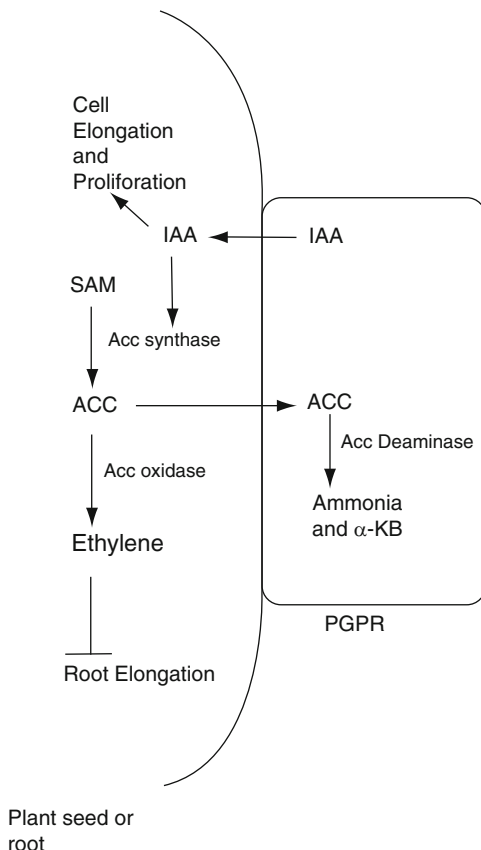 Cell
Elongation
and
Proliforation
IAA
IAA
SAM
Acc synthase
ACC
ACC
Acc Deaminase
Acc oxidase
Ammonia
and α-KB
Ethylene
PGPR
Root Elongation
Plant seed or
root